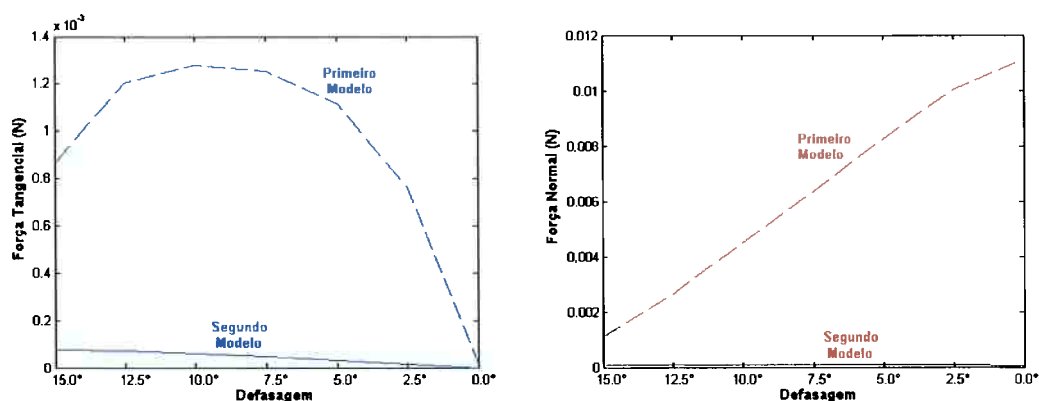 x 10⁻³
1.4
1.2
1
0.8
0.6
0.4
0.2
0
Força Tangencial (N)
Primeiro
Modelo
Segundo
Modelo
15.0° 12.5° 10.0° 7.5° 5.0° 2.5° 0.0°
Defasagem
0.012
0.01
0.008
0.006
0.004
0.002
0
Força Normal (N)
Primeiro
Modelo
Segundo
Modelo
15.0° 12.5° 10.0° 7.5° 5.0° 2.5° 0.0°
Defasagem